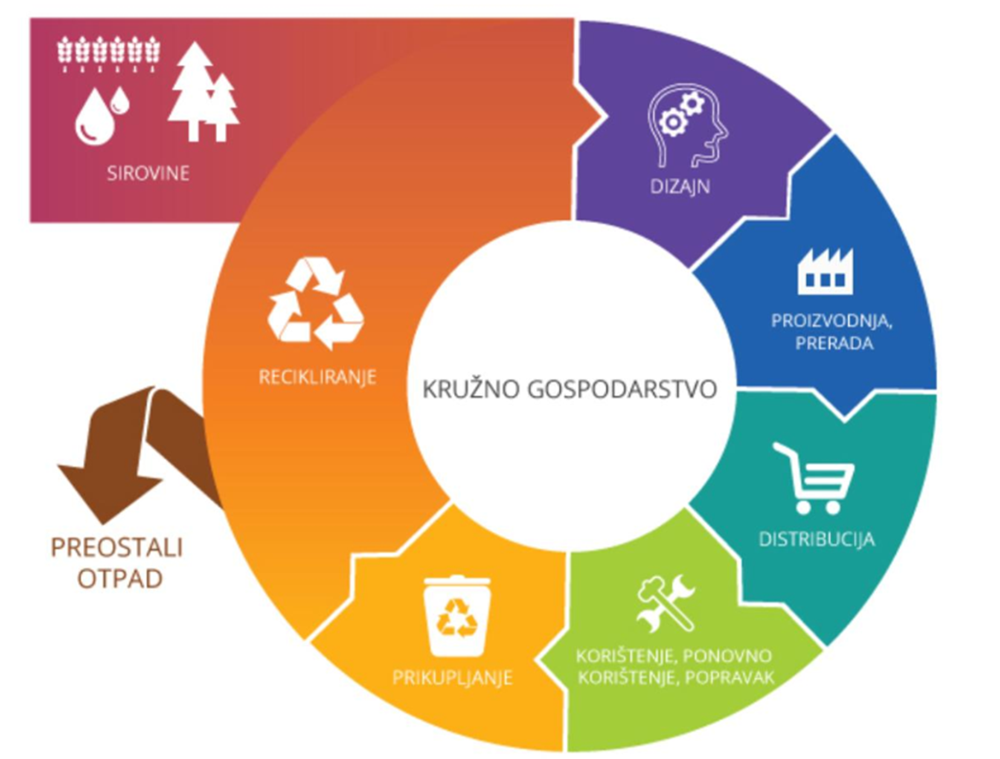 SIROVINE
DIZAJN
PROIZVODNJA,
PRERADA
RECIKLIRANJE
KRUŽNO GOSPODARSTVO
DISTRIBUCIJA
PREOSTALI
OTPAD
KORIŠTENJE, PONOVNO
KORIŠTENJE, POPRAVAK
PRIKUPLJANJE